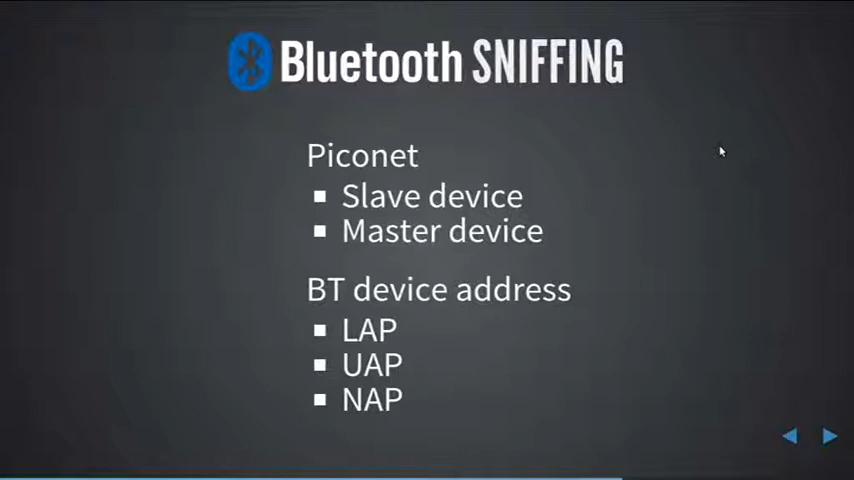 Bluetooth SNIFFING
Piconet
Slave device
Master device
BT device address
LAP
UAP
NAP